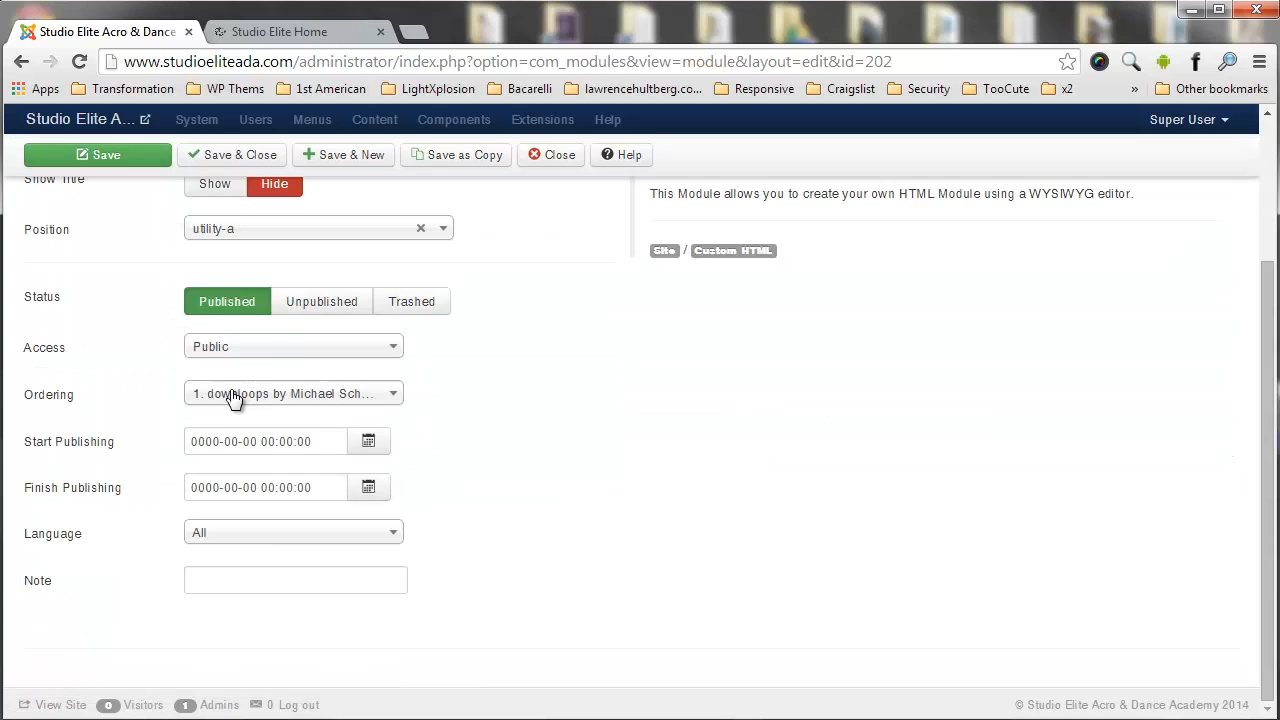 Studio Elite Acro & Dance
Studio Elite Home
www.studioeliteada.com/administrator/index.php?option=com_modules&view=module&layout=edit&id=202
Apps Transformation WP Thems 1st American LightXplosion Bacarelli lawrencehultberg.co... Responsive Craigslist Security TooCute x2 » Other bookmarks
Studio Elite A... System Users Menus Content Components Extensions Help Super User
Save Save & Close Save & New Save as Copy Close Help
Show Title Show Hide
This Module allows you to create your own HTML Module using a WYSIWYG editor.
Position utility-a
Site / Custom HTML
Status Published Unpublished Trashed
Access Public
Ordering 1. downloops by Michael Sch...
Start Publishing 0000-00-00 00:00:00
Finish Publishing 0000-00-00 00:00:00
Language All
Note
View Site 0 Visitors 1 Admins 0 Log out © Studio Elite Acro & Dance Academy 2014